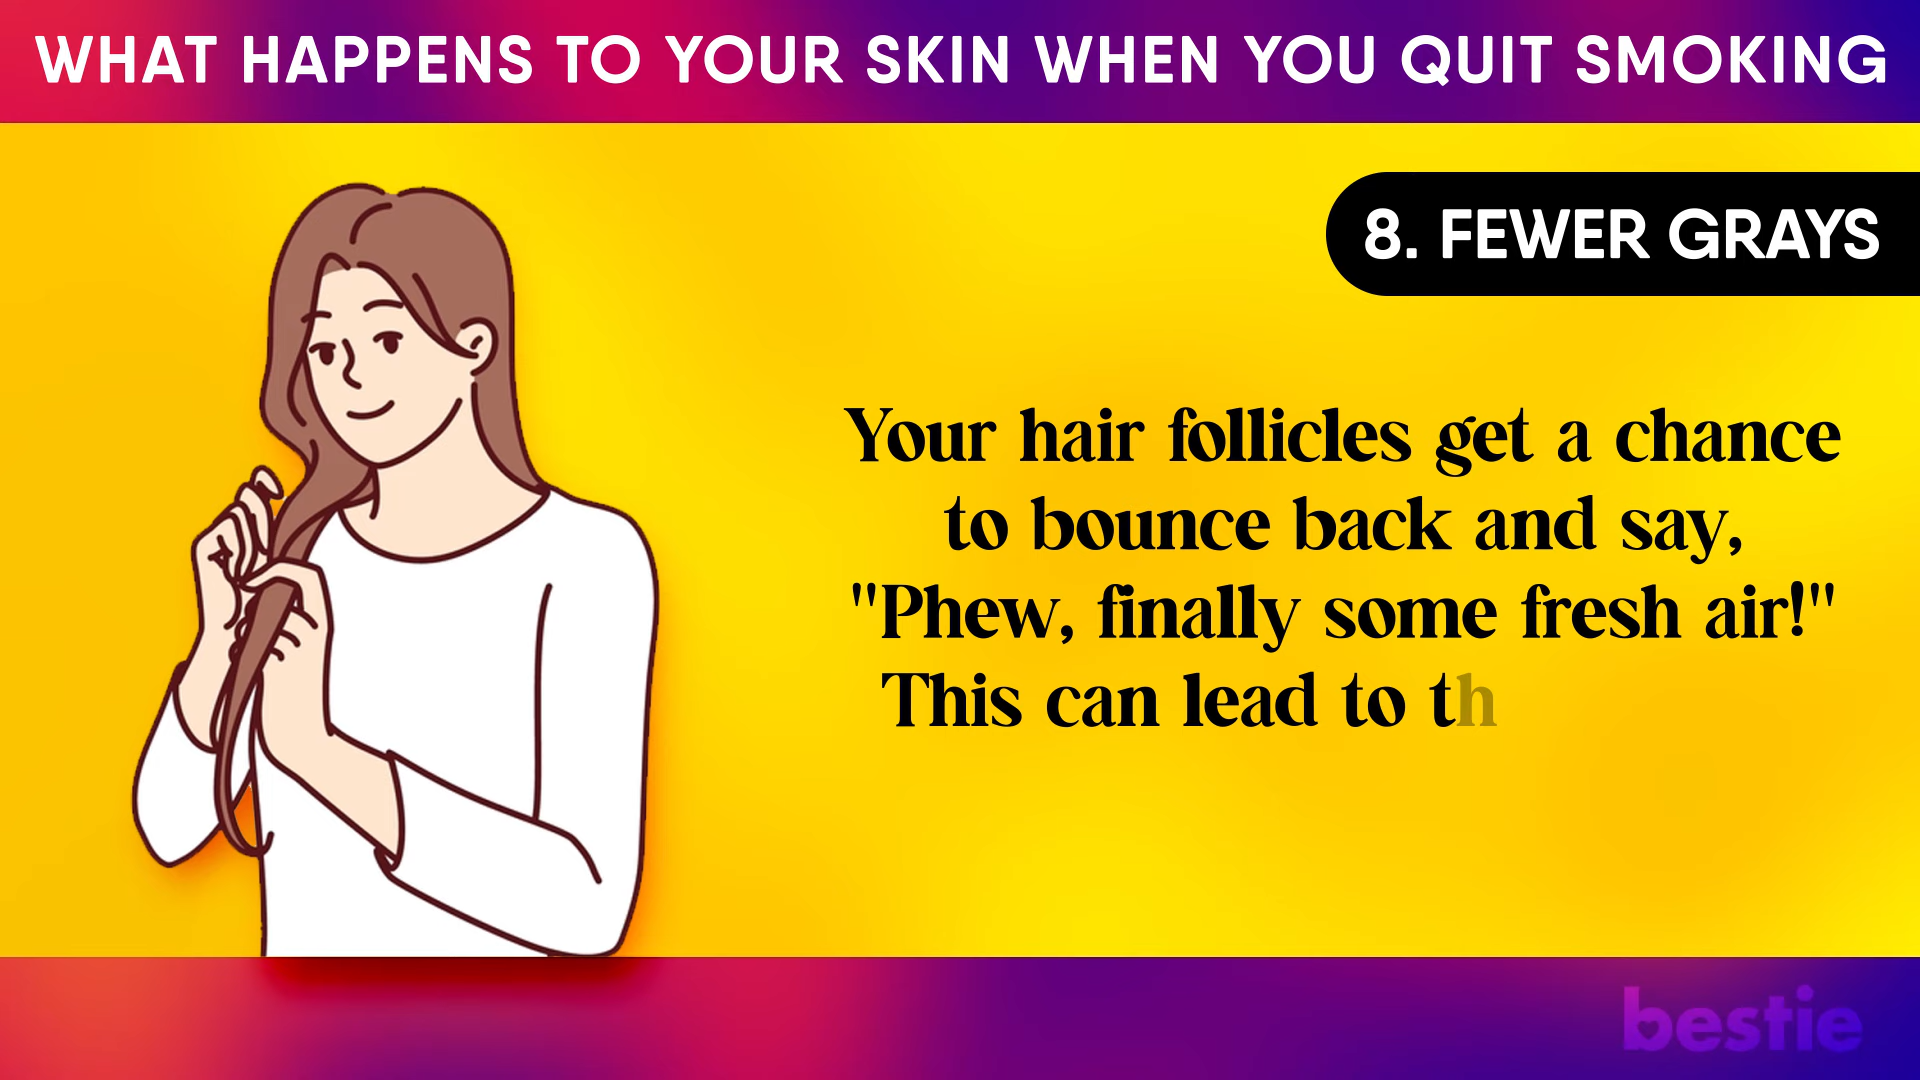 WHAT HAPPENS TO YOUR SKIN WHEN YOU QUIT SMOKING
8. FEWER GRAYS
Your hair follicles get a chance
to bounce back and say,
"Phew, finally some fresh air!"
This can lead to th
bestie